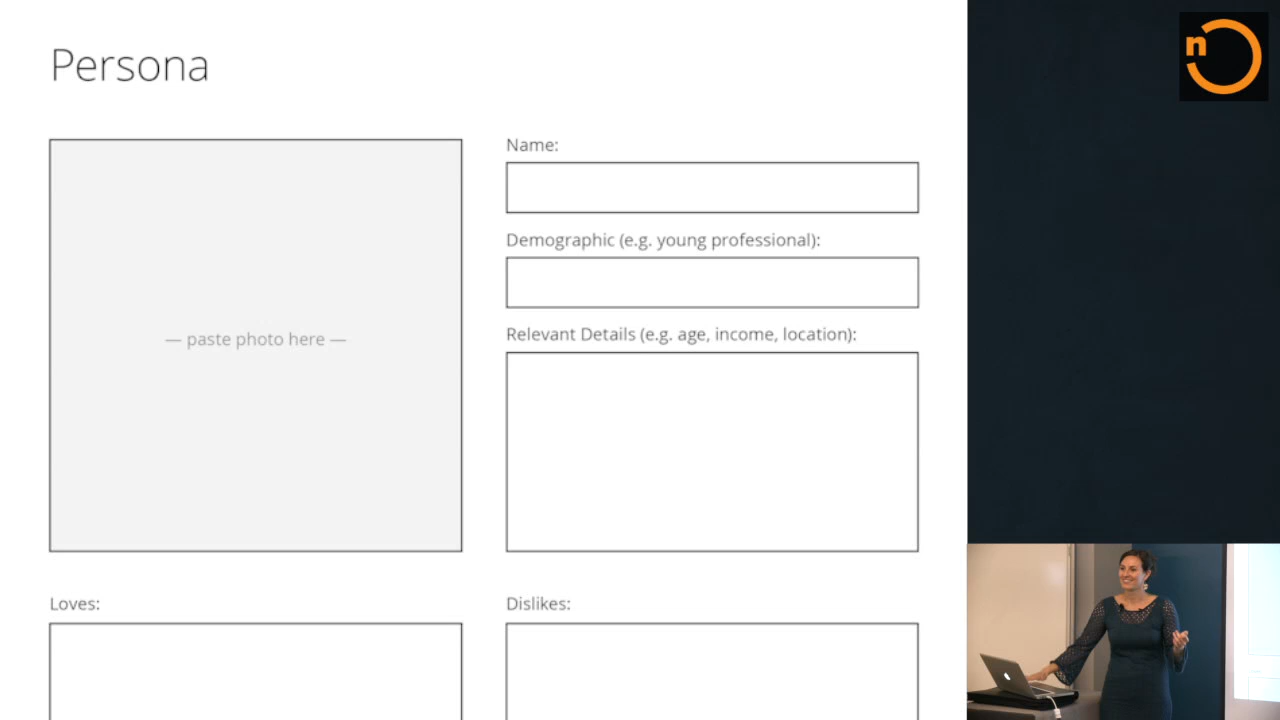 Persona
n
Name:
Demographic (e.g. young professional):
— paste photo here —
Relevant Details (e.g. age, income, location):
Loves:
Dislikes: